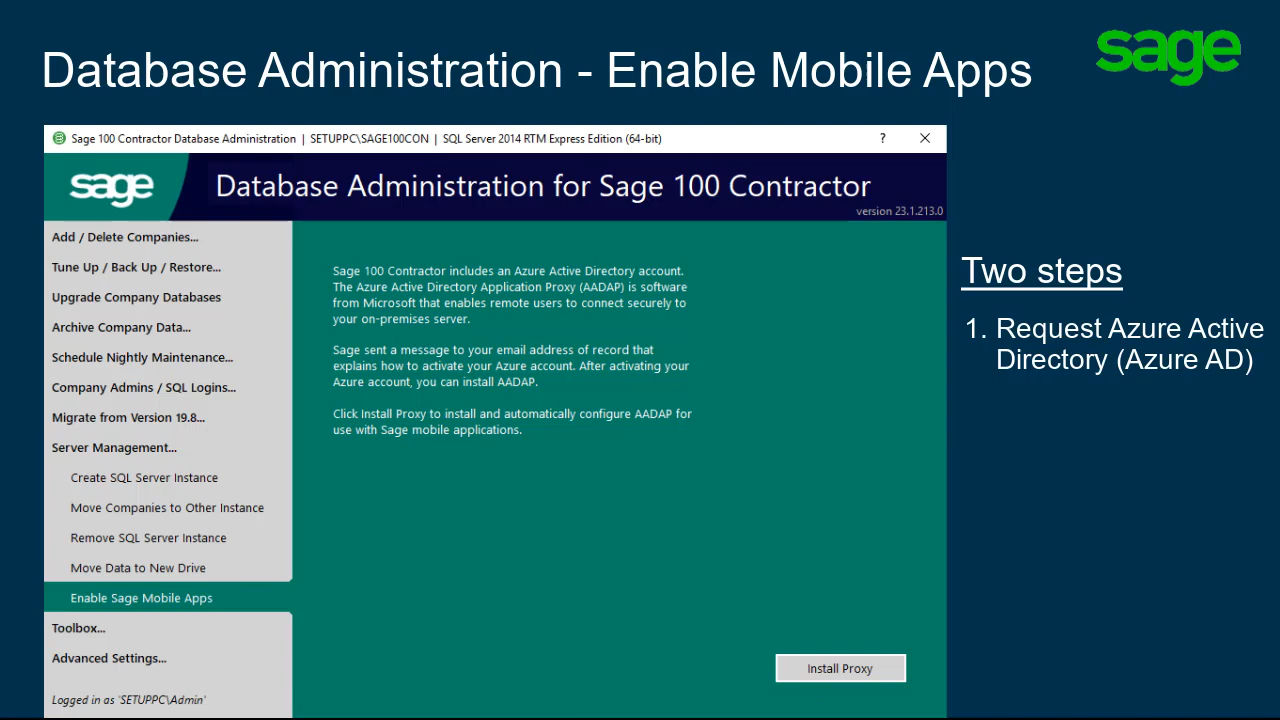 Database Administration - Enable Mobile Apps
sage
Sage 100 Contractor Database Administration | SETUPPC\SAGE100CON | SQL Server 2014 RTM Express Edition (64-bit)
?
sage
Database Administration for Sage 100 Contractor
version 23.1.213.0
Add / Delete Companies...
Tune Up / Back Up / Restore...
Upgrade Company Databases
Archive Company Data...
Schedule Nightly Maintenance...
Company Admins / SQL Logins...
Migrate from Version 19.8...
Server Management...
Create SQL Server Instance
Move Companies to Other Instance
Remove SQL Server Instance
Move Data to New Drive
Enable Sage Mobile Apps
Toolbox...
Advanced Settings...
Logged in as 'SETUPPC\Admin'
Sage 100 Contractor includes an Azure Active Directory account.
The Azure Active Directory Application Proxy (AADAP) is software
from Microsoft that enables remote users to connect securely to
your on-premises server.
Sage sent a message to your email address of record that
explains how to activate your Azure account. After activating your
Azure account, you can install AADAP.
Click Install Proxy to install and automatically configure AADAP for
use with Sage mobile applications.
Install Proxy
Two steps
1. Request Azure Active
Directory (Azure AD)